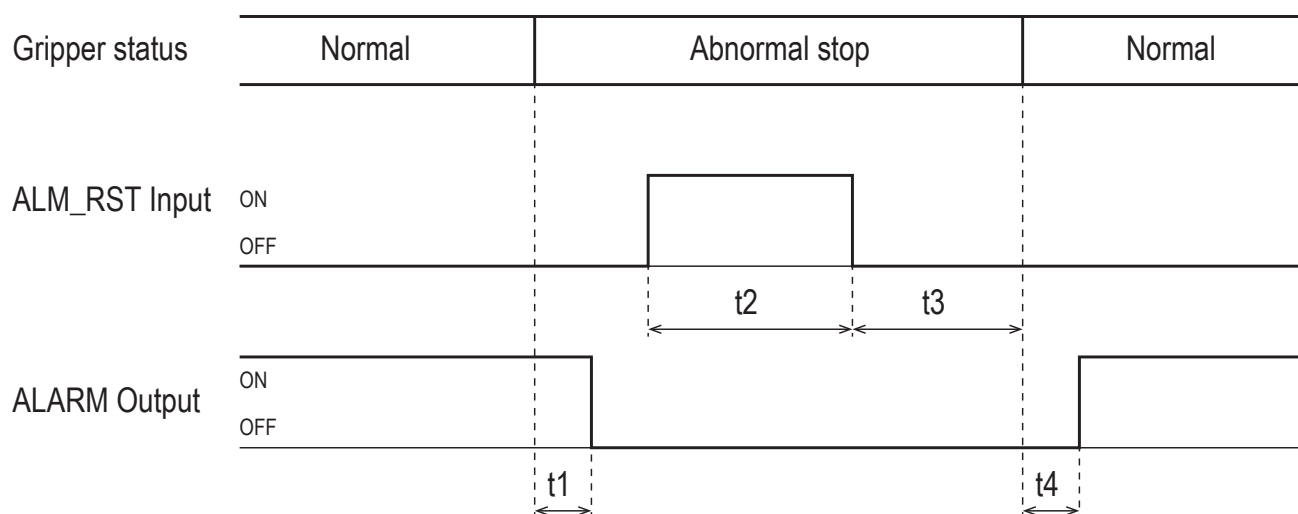 Gripper status Normal Abnormal stop Normal
ALM_RST Input ON
OFF
t2 t3
ALARM Output ON
OFF
t1 t4